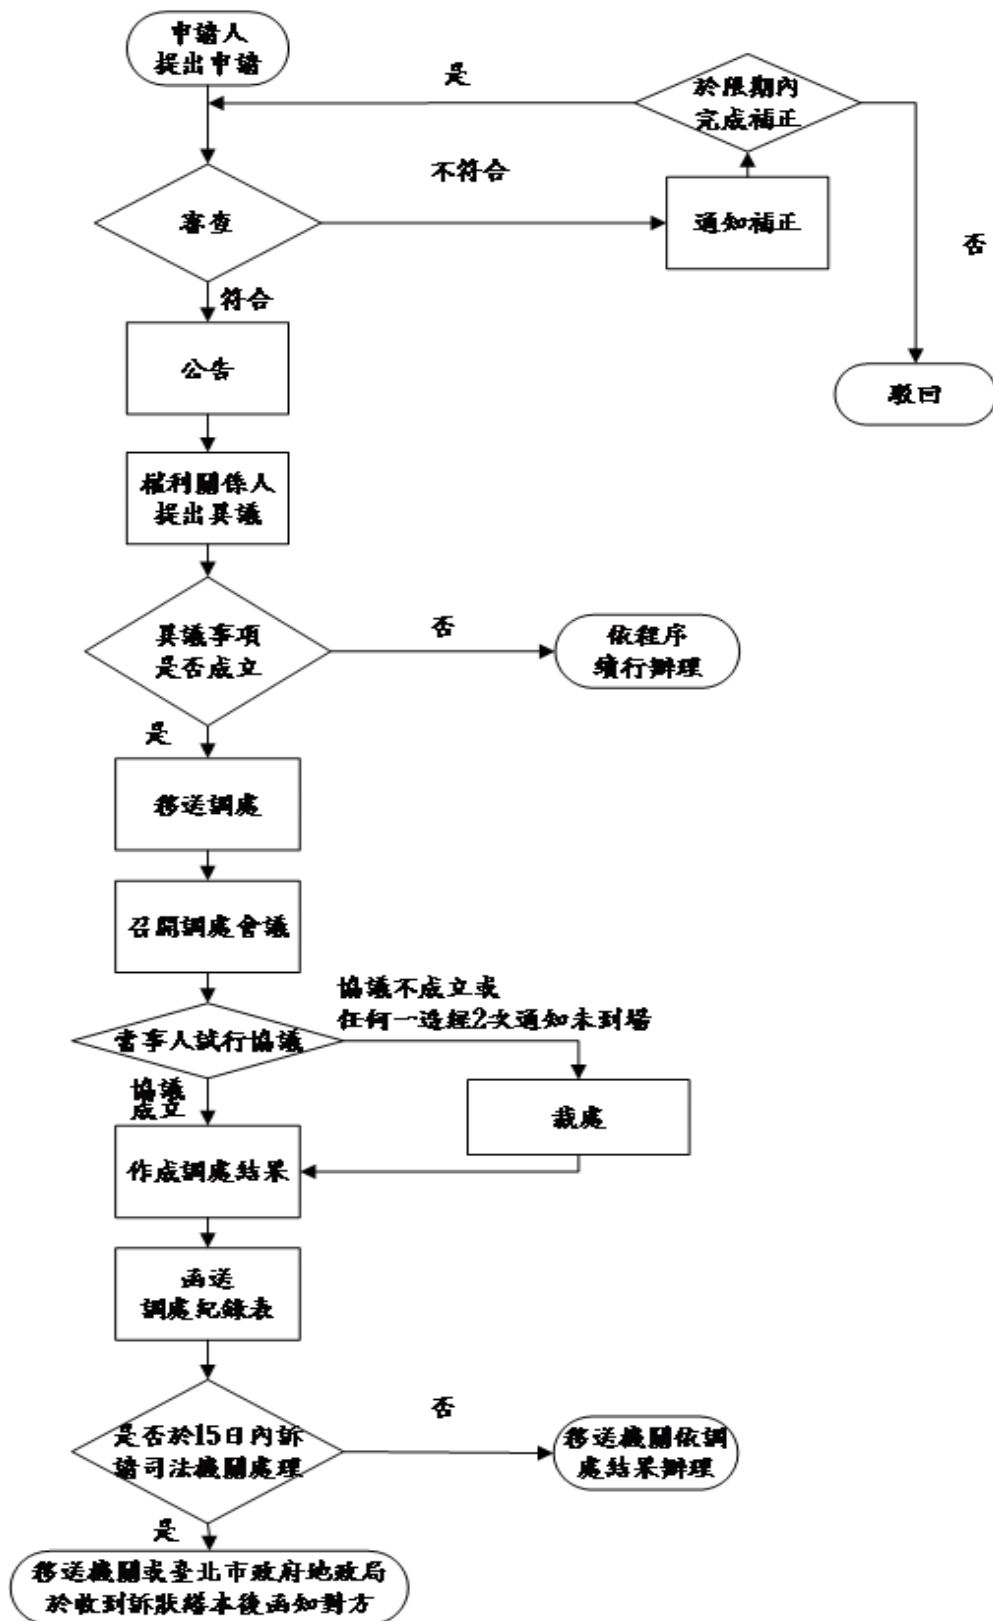 申請人
提出申請
是
於限期內
完成補正
不符合
審查
通知補正
否
符合
公告
駁回
權利關係人
提出異議
異議事項
是否成立
否
依程序
續行辦理
是
移送調處
召開調處會議
協議不成立或
任何一造經2次通知未到場
當事人試行協議
協議
成立
裁處
作成調處結果
函送
調處紀錄表
是否於15日內訴
請司法機關處理
否
移送機關依調
處結果辦理
是
移送機關或臺北市政府地政局
於收到訴狀繕本後函知對方